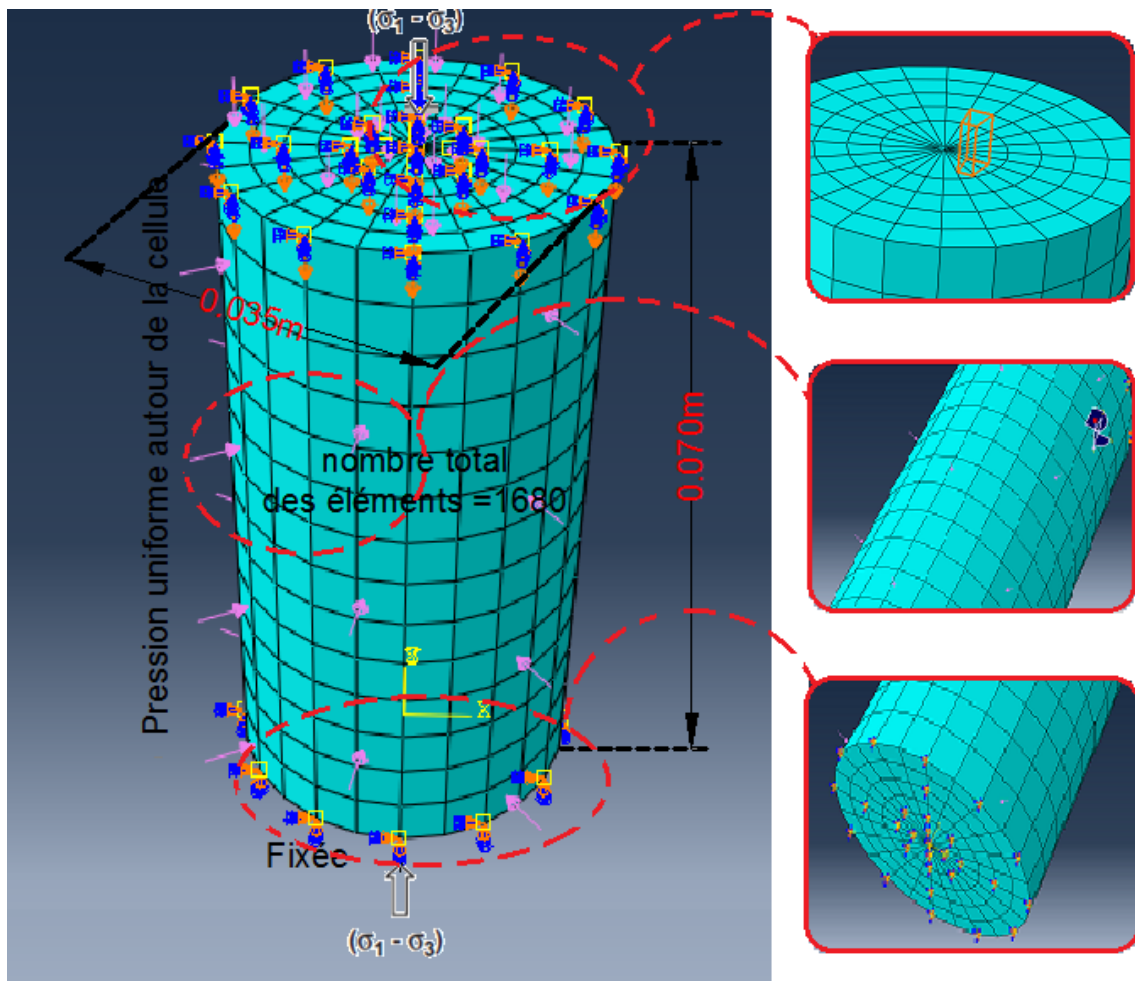 (σ₁ - σ₃)
Pression uniforme autour de la cellule
0.035m
nombre total
des éléments =1680
0.070m
X
Fixée
(σ₁ - σ₃)